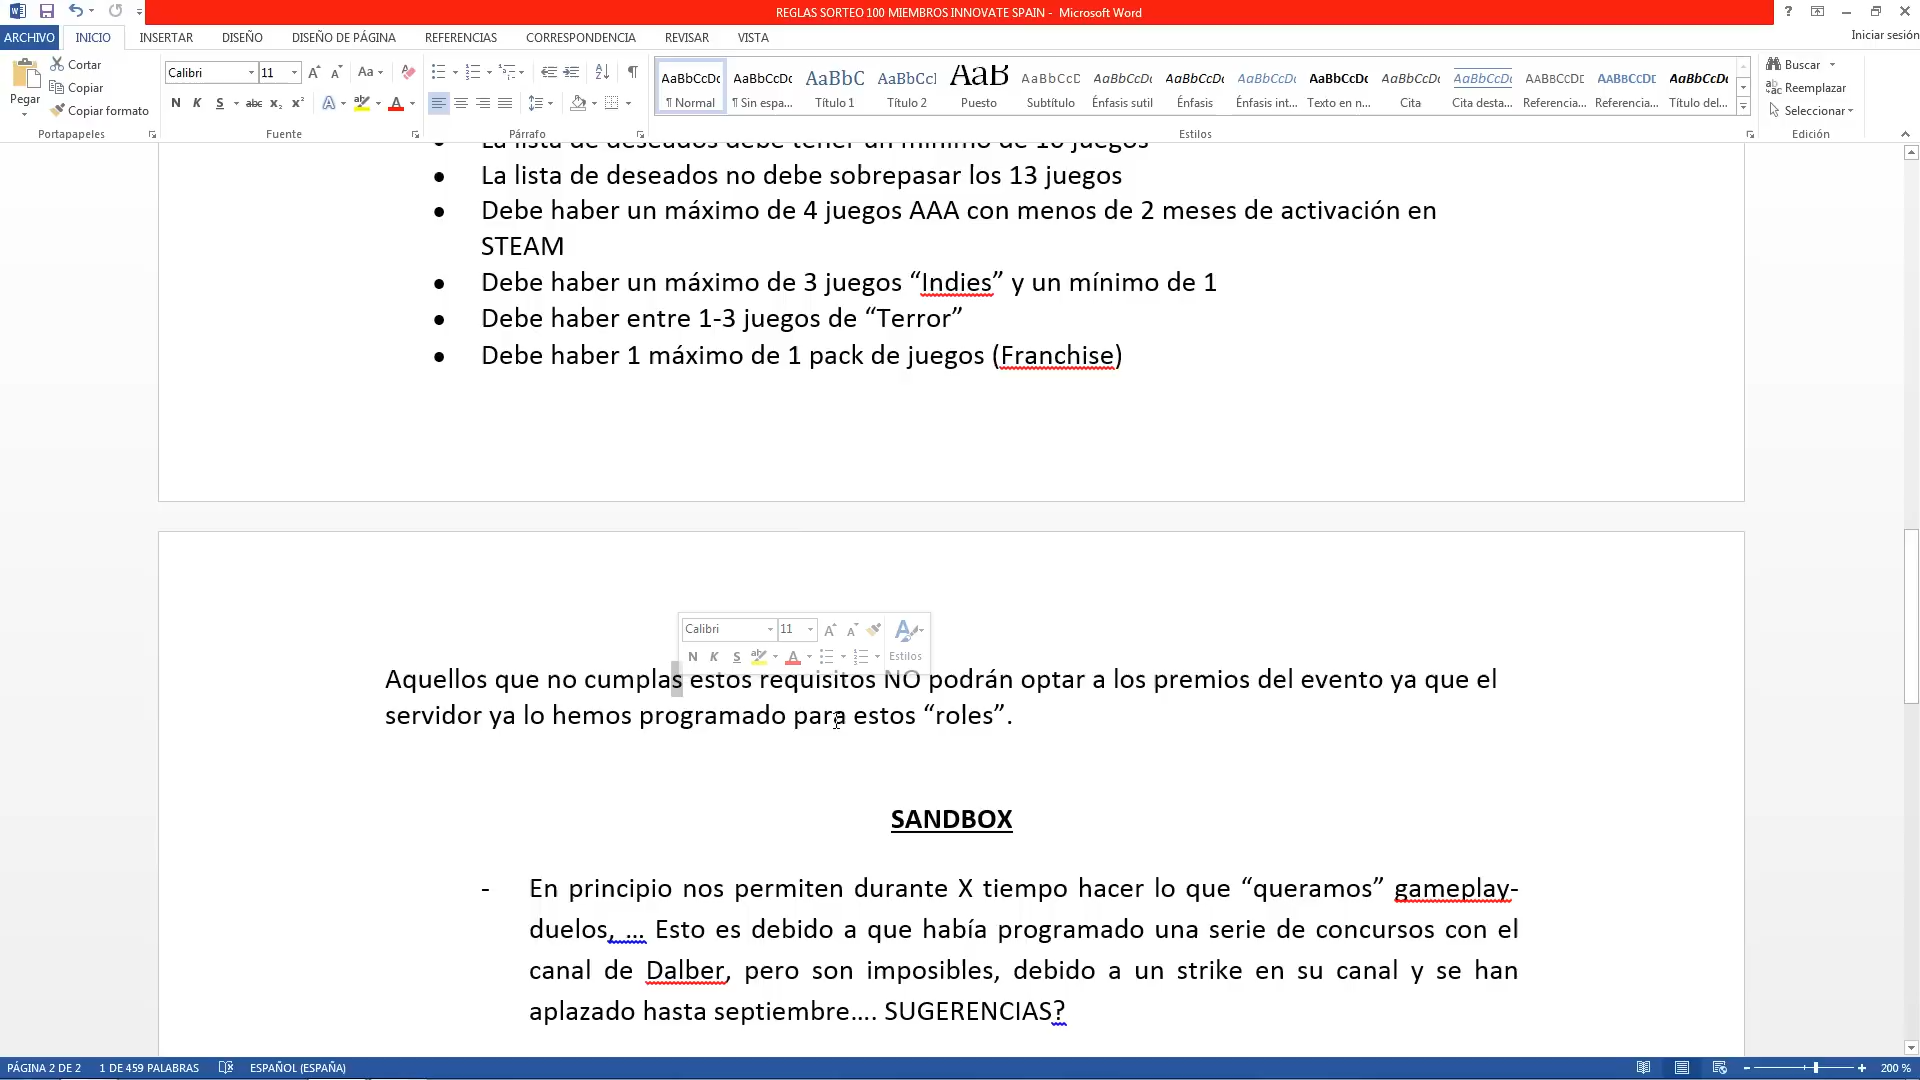 REGLAS SORTEO 100 MIEMBROS INNOVATE SPAIN - Microsoft Word
ARCHIVO INICIO INSERTAR DISEÑO DISEÑO DE PÁGINA REFERENCIAS CORRESPONDENCIA REVISAR VISTA
Iniciar sesión
Pegar
Cortar
Copiar
Copiar formato
Portapapeles
Calibri 11
Fuente
Párrafo
AaBbCcDc AaBbCcDc AaBbC AaBbCcI AaB AaBbCcD AaBbCcDc AaBbCcDc AaBbCcDc AaBbCcDc AaBbCcDc AaBbCcDc AABBCCDE AABBCCDE AaBbCcDc
¶ Normal ¶ Sin espa... Título 1 Título 2 Puesto Subtítulo Énfasis sutil Énfasis Énfasis int... Texto en n... Cita Cita desta... Referencia... Referencia... Título del...
Estilos
Buscar
Reemplazar
Seleccionar
Edición
La lista de deseados debe tener un mínimo de 10 juegos
• La lista de deseados no debe sobrepasar los 13 juegos
• Debe haber un máximo de 4 juegos AAA con menos de 2 meses de activación en
STEAM
• Debe haber un máximo de 3 juegos “Indies” y un mínimo de 1
• Debe haber entre 1-3 juegos de “Terror”
• Debe haber 1 máximo de 1 pack de juegos (Franchise)
Calibri 11
N K S Estilos
Aquellos que no cumplas estos requisitos NO podrán optar a los premios del evento ya que el
servidor ya lo hemos programado para estos “roles”.
SANDBOX
- En principio nos permiten durante X tiempo hacer lo que “queramos” gameplay-
duelos, … Esto es debido a que había programado una serie de concursos con el
canal de Dalber, pero son imposibles, debido a un strike en su canal y se han
aplazado hasta septiembre…. SUGERENCIAS?
PÁGINA 2 DE 2 1 DE 459 PALABRAS ESPAÑOL (ESPAÑA) 200 %